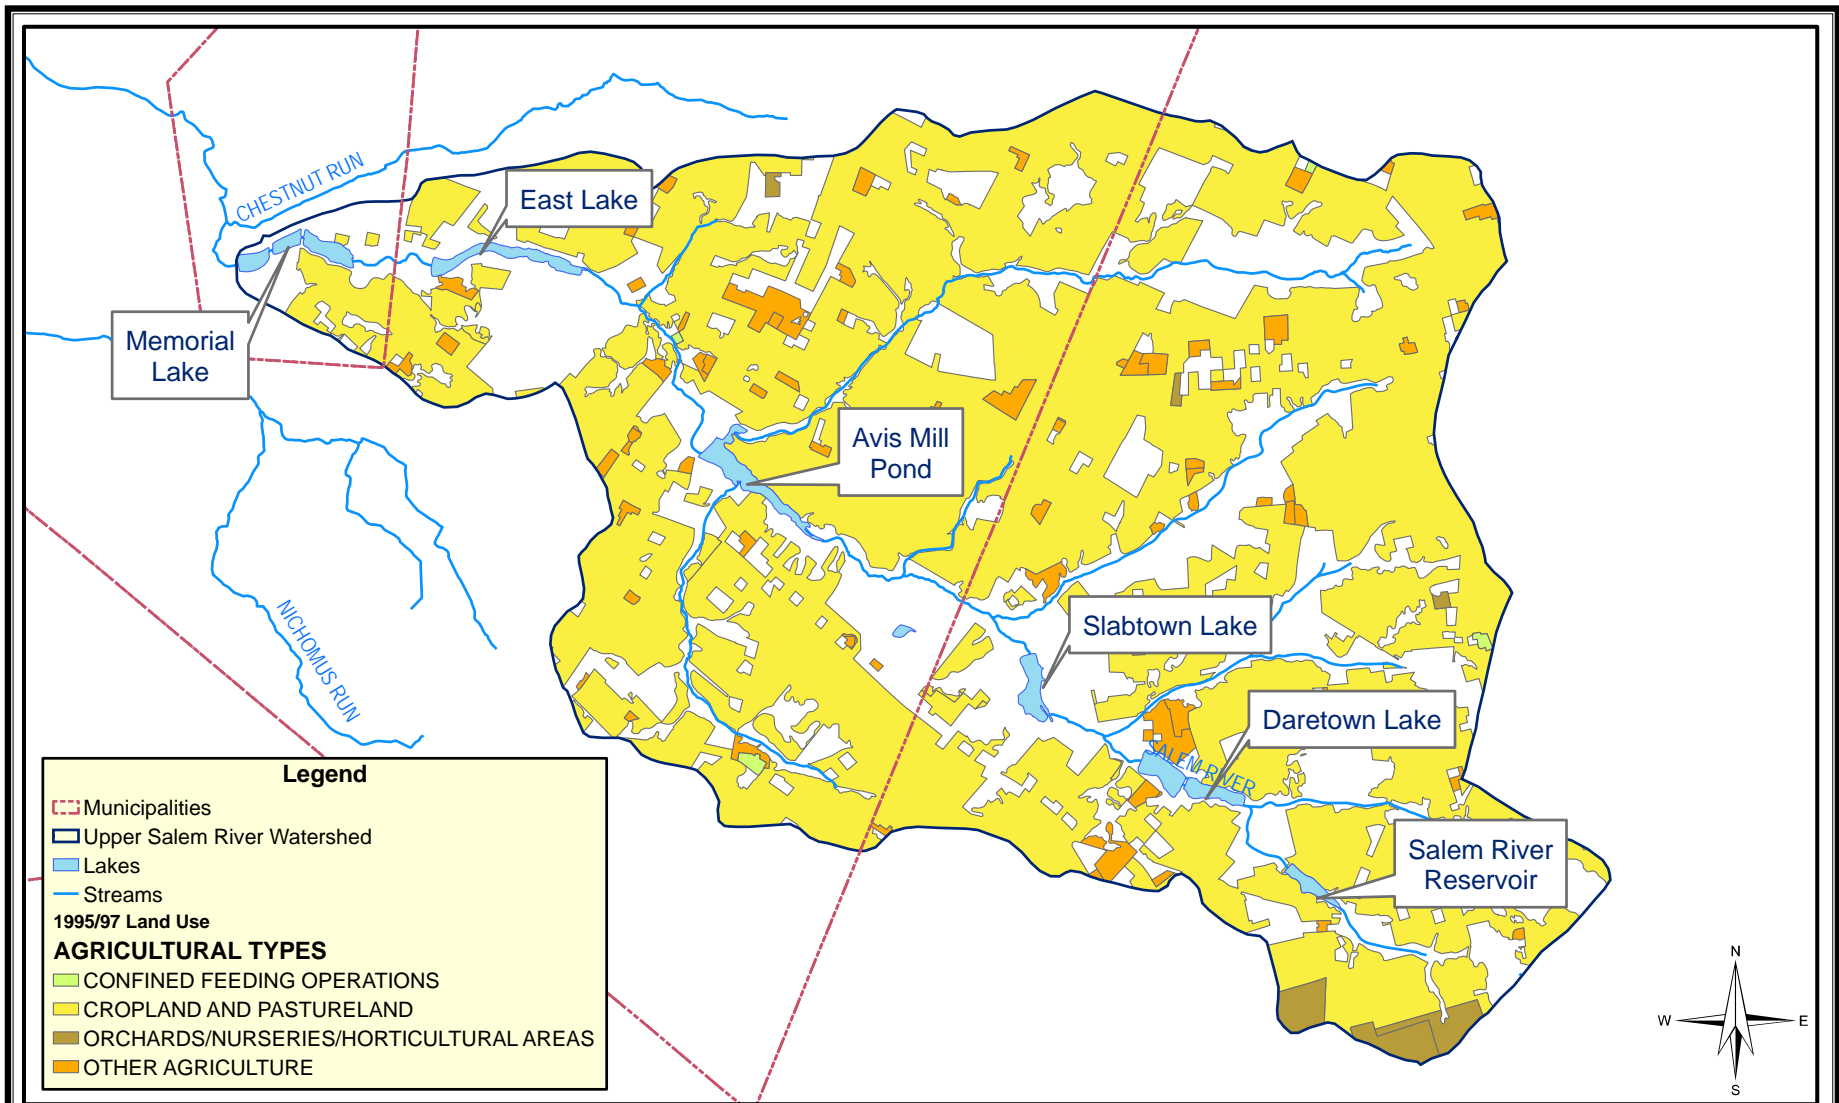 CHESTNUT RUN
East Lake
Memorial
Lake
Avis Mill
Pond
Slabtown Lake
NICHOMUS RUN
Daretown Lake
SALEM RIVER
Salem River
Reservoir
Legend
Municipalities
Upper Salem River Watershed
Lakes
Streams
1995/97 Land Use
AGRICULTURAL TYPES
CONFINED FEEDING OPERATIONS
CROPLAND AND PASTURELAND
ORCHARDS/NURSERIES/HORTICULTURAL AREAS
OTHER AGRICULTURE
N
W E
S